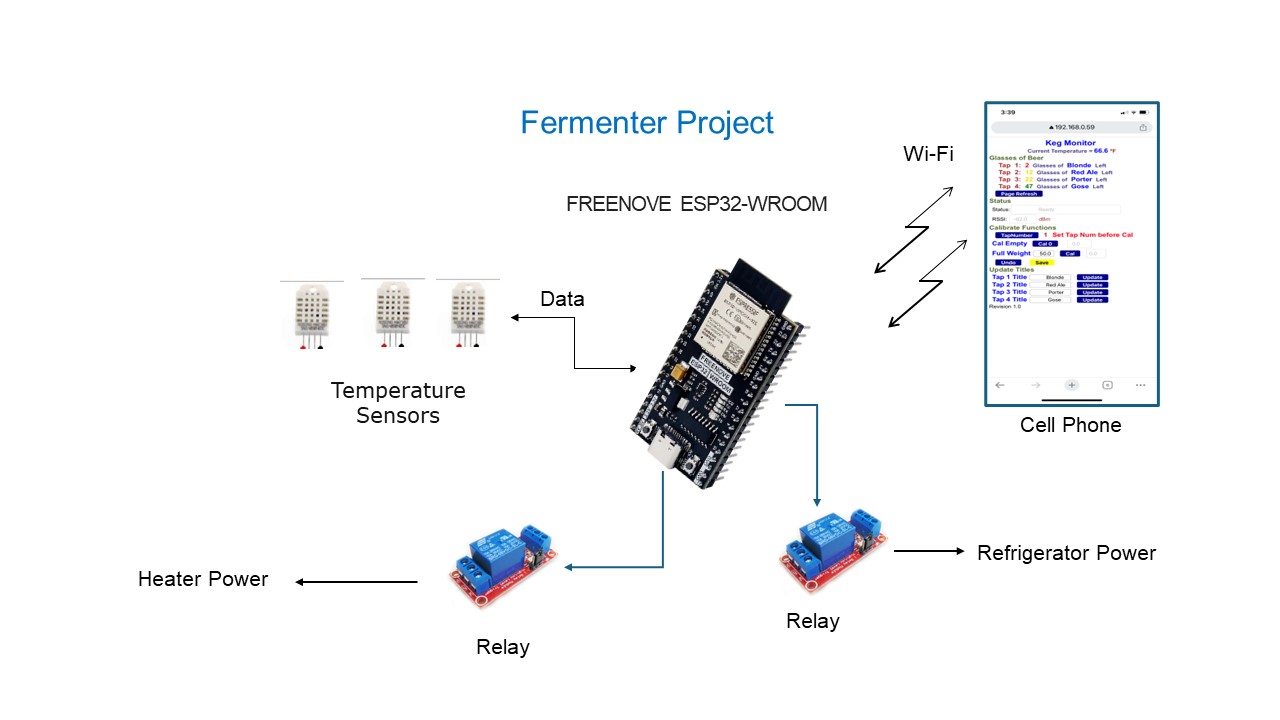 Fermenter Project
Wi-Fi
FREENOVE ESP32-WROOM
Data
Temperature
Sensors
3:39
192.168.0.59
Keg Monitor
Current Temperature = 66.6 °F
Glasses of Beer
Tap 1: 2 Glasses of Blonde Left
Tap 2: 12 Glasses of Red Ale Left
Tap 3: 22 Glasses of Porter Left
Tap 4: 47 Glasses of Gose Left
Page Refresh
Status
Status: Ready
RSSI: dBm
Calibrate Functions
TapNumber 1 Set Tap Num before Cal
Cal Empty Cal 0 0.0
Full Weight 50.0 Cal 0.0
Undo Save
Update Titles
Tap 1 Title Blonde Update
Tap 2 Title Red Ale Update
Tap 3 Title Porter Update
Tap 4 Title Gose Update
Revision 1.0
Cell Phone
ESPRESSIF
FREENOVE
ESP32 WROOM
Heater Power
Relay
Relay
Refrigerator Power